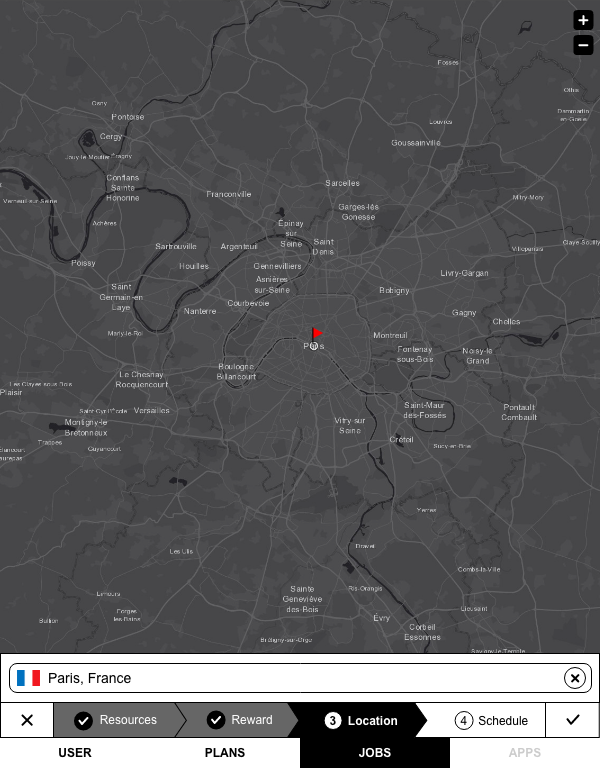 +
−
Fosses
Othis
Dammartin
en-Goële
Osny
Pontoise
Cergy
Louvres
Goussainville
Jouy-le-Moutier
Éragny
Conflans
Sainte
Honorine
Verneuil sur Seine
Sarcelles
Franconville
Mitry-Mory
Garges-lès
Gonesse
Achères
Épinay
sur
Seine
Saint
Denis
Sartrouville
Argenteuil
Villeparisis
Claye-Souilly
Poissy
Houilles
Gennevilliers
Livry-Gargan
Asnières
sur-Seine
Bobigny
Saint
Germain-en
Laye
Courbevoie
Nanterre
Gagny
Chelles
Marly-le-Roi
Montreuil
Paris
Fontenay
sous-Bois
Noisy-le
Grand
Boulogne
Billancourt
Le Chesnay
Rocquencourt
Les Clayes sous Bois
Plaisir
Saint-Cyr-l'École
Versailles
Saint-Maur
des-Fossés
Pontault
Combault
Montigny-le
Bretonneux
Vitry-sur
Seine
Créteil
Sucy-en-Brie
Trappes
Guyancourt
Élancourt
Maurepas
Yerres
Draveil
Les Ulis
Combs-la-Ville
Ris-Orangis
Sainte
Geneviève
des-Bois
Limours
Forges
les Bains
Lieusaint
Bullion
Évry
Corbeil
Essonnes
Brétigny-sur-Orge
Savigny-le-Temple
Paris, France
Resources
Reward
3 Location
4 Schedule
USER
PLANS
JOBS
APPS